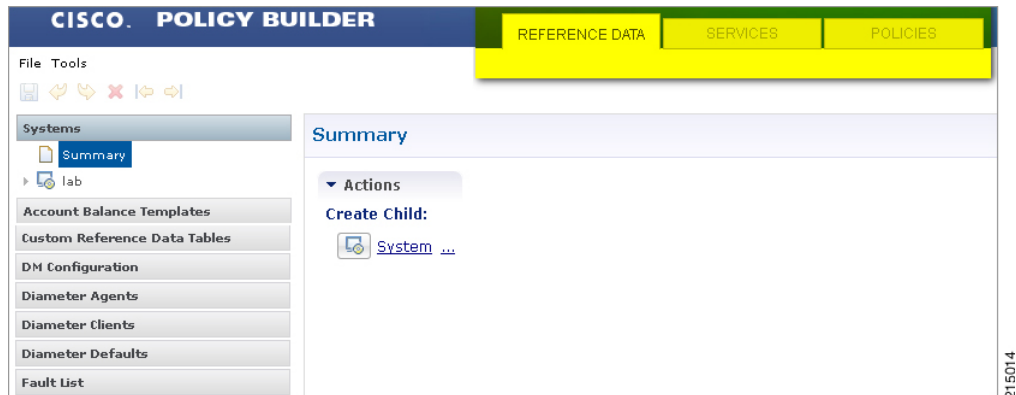 CISCO. POLICY BUILDER
REFERENCE DATA SERVICES POLICIES
File Tools
Systems
Summary
lab
Account Balance Templates
Custom Reference Data Tables
DM Configuration
Diameter Agents
Diameter Clients
Diameter Defaults
Fault List
Summary
Actions
Create Child:
System ...
215014